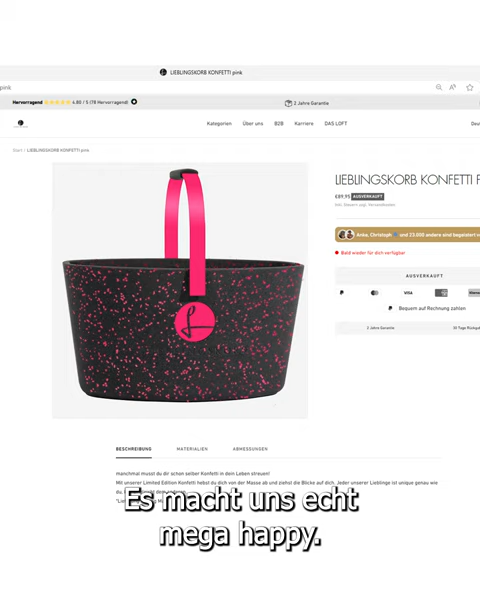 LIEBLINGSKORB KONFETTI pink
pink
Hervorragend 4.80 / 5 (78 Hervorragend)
2 Jahre Garantie
Kategorien Über uns B2B Karriere DAS LOFT
Start / LIEBLINGSKORB KONFETTI pink
LIEBLINGSKORB KONFETTI P
€89,95 AUSVERKAUFT
inkl. Steuern zzgl. Versandkosten
Anke, Christoph und 23.000 andere sind begeistert v
Bald wieder für dich verfügbar
AUSVERKAUFT
VISA
Bequem auf Rechnung zahlen
2 Jahre Garantie 30 Tage Rückg
BESCHREIBUNG MATERIALIEN ABMESSUNGEN
manchmal musst du dir schon selber Konfetti in dein Leben streuen!
Mit unserer Limited Edition Konfetti hebst du dich von der Masse ab und ziehst die Blicke auf dich. Jeder unserer Lieblinge ist unique genau wie
Es macht uns echt
mega happy.